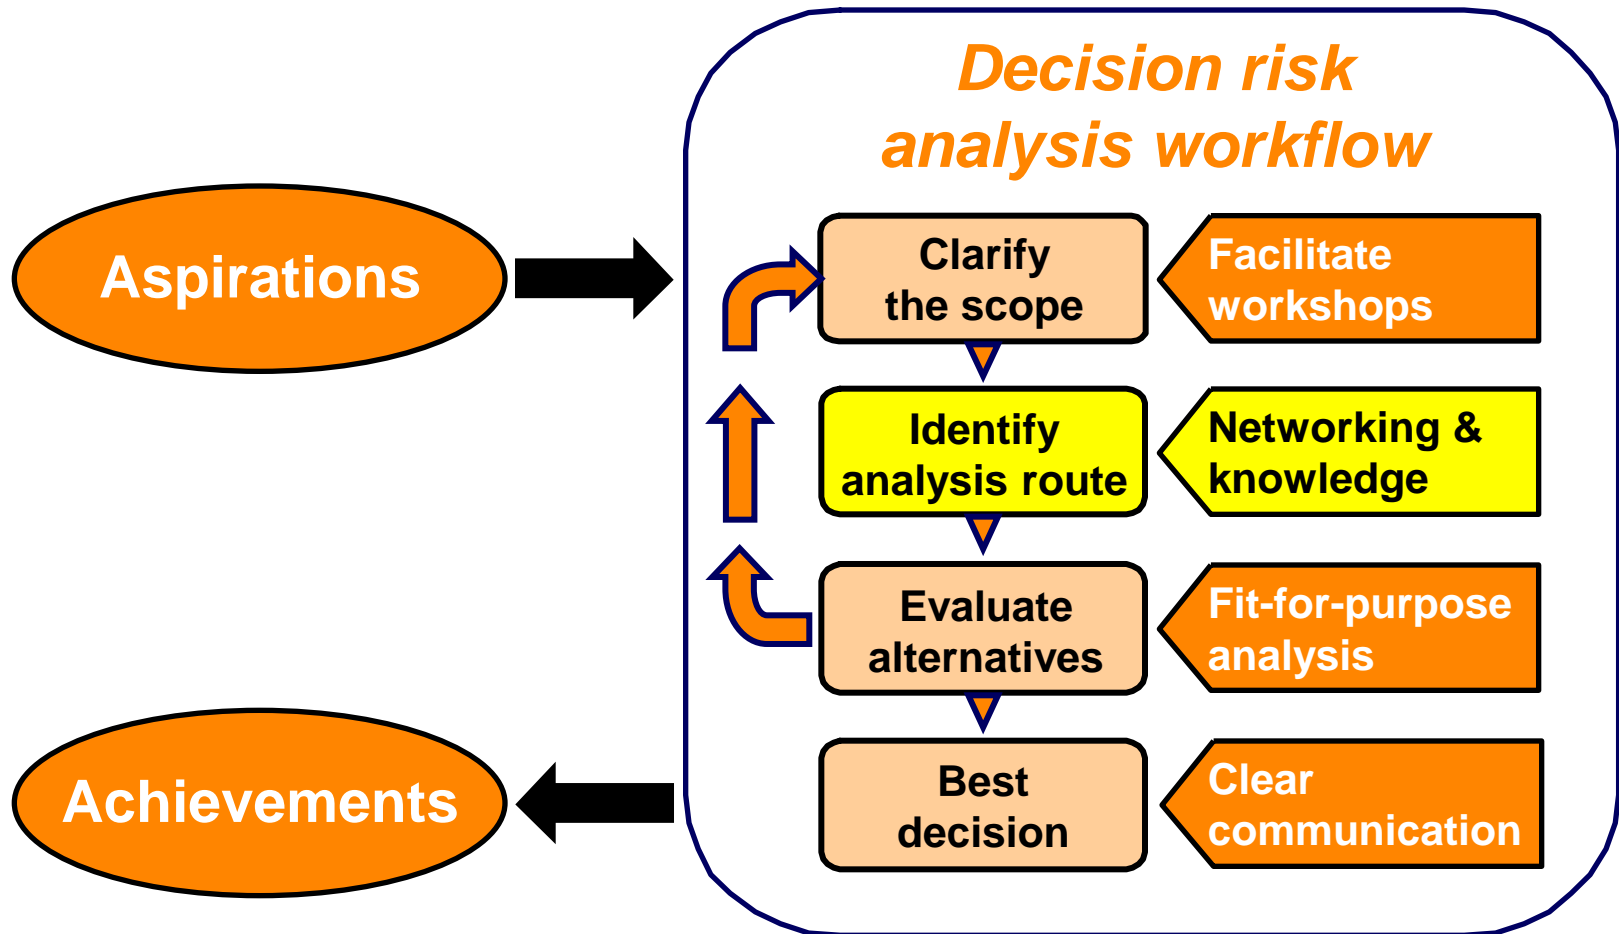 Decision risk
analysis workflow
Aspirations
Clarify
the scope
Facilitate
workshops
Identify
analysis route
Networking &
knowledge
Evaluate
alternatives
Fit-for-purpose
analysis
Achievements
Best
decision
Clear
communication